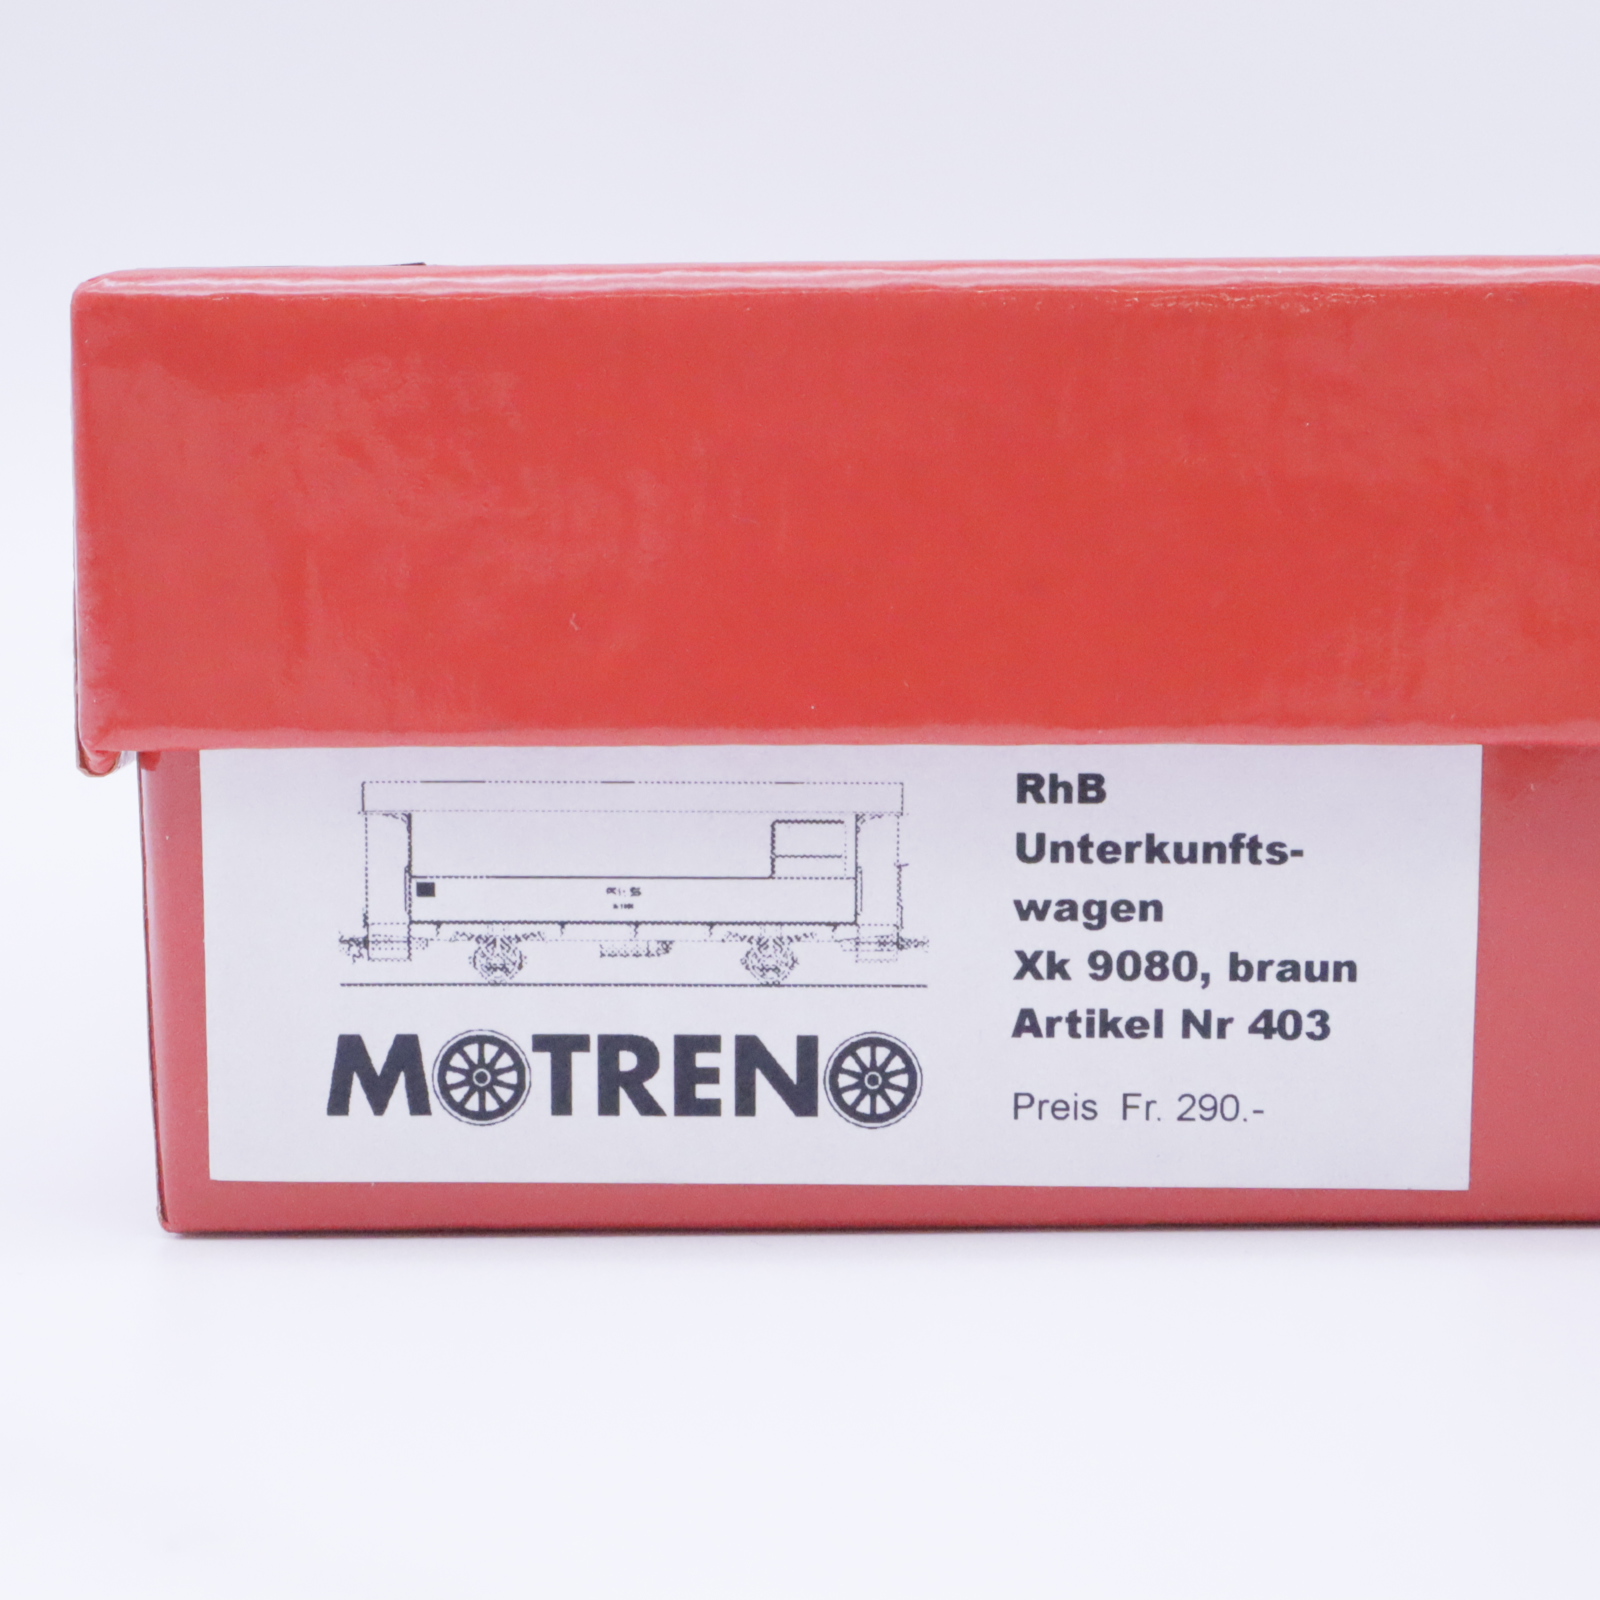 RhB
Unterkunfts-
wagen
Xk 9080, braun
Artikel Nr 403
Preis Fr. 290.-
MOTRENO